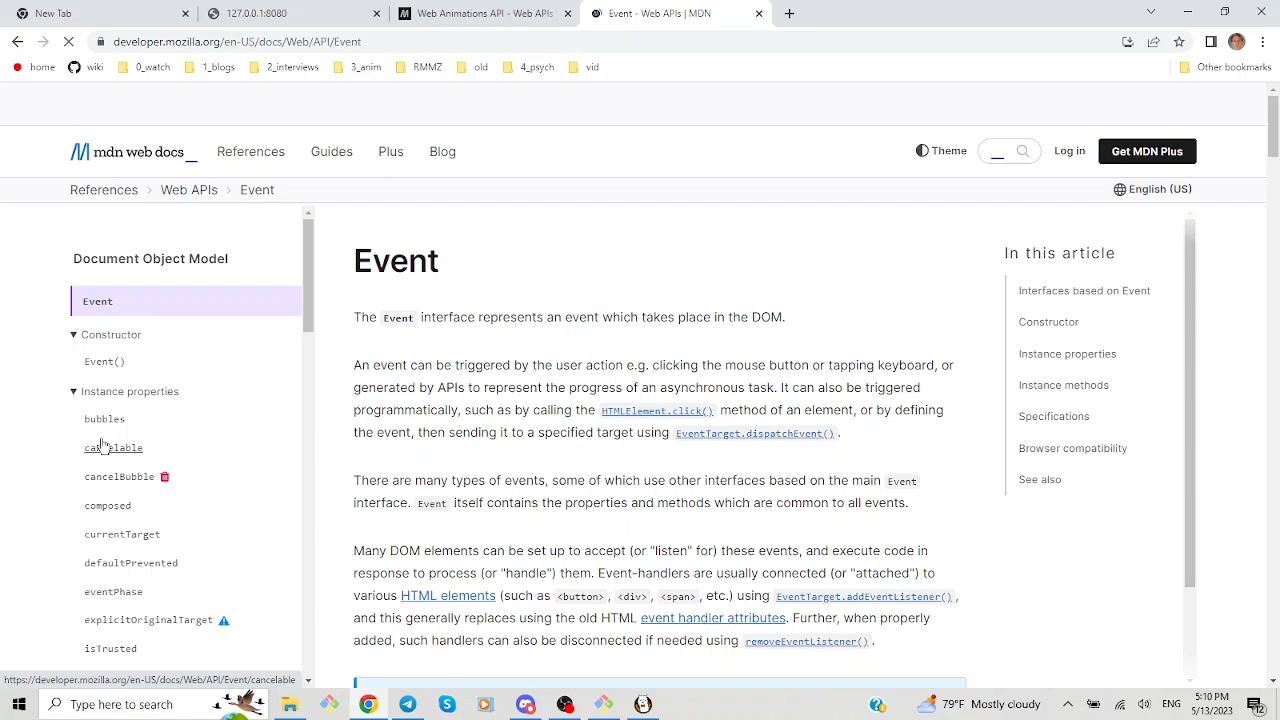 New Tab
127.0.0.1:8080
Web Animations API - Web APIs
Event - Web APIs | MDN
developer.mozilla.org/en-US/docs/Web/API/Event
home
wiki
0_watch
1_blogs
2_interviews
3_anim
RMMZ
old
4_psych
vid
Other bookmarks
mdn web docs_
References
Guides
Plus
Blog
Theme
Log in
Get MDN Plus
References > Web APIs > Event
English (US)
Document Object Model
Event
Constructor
Event()
Instance properties
bubbles
cancelable
cancelBubble
composed
currentTarget
defaultPrevented
eventPhase
explicitOriginalTarget
isTrusted
Event
The Event interface represents an event which takes place in the DOM.
An event can be triggered by the user action e.g. clicking the mouse button or tapping keyboard, or
generated by APIs to represent the progress of an asynchronous task. It can also be triggered
programmatically, such as by calling the HTMLElement.click() method of an element, or by defining
the event, then sending it to a specified target using EventTarget.dispatchEvent().
There are many types of events, some of which use other interfaces based on the main Event
interface. Event itself contains the properties and methods which are common to all events.
Many DOM elements can be set up to accept (or "listen" for) these events, and execute code in
response to process (or "handle") them. Event-handlers are usually connected (or "attached") to
various HTML elements (such as <button>, <div>, <span>, etc.) using EventTarget.addEventListener(),
and this generally replaces using the old HTML event handler attributes. Further, when properly
added, such handlers can also be disconnected if needed using removeEventListener().
In this article
Interfaces based on Event
Constructor
Instance properties
Instance methods
Specifications
Browser compatibility
See also
https://developer.mozilla.org/en-US/docs/Web/API/Event/cancelable
Type here to search
79°F Mostly cloudy
ENG
5:10 PM
5/13/2023
12